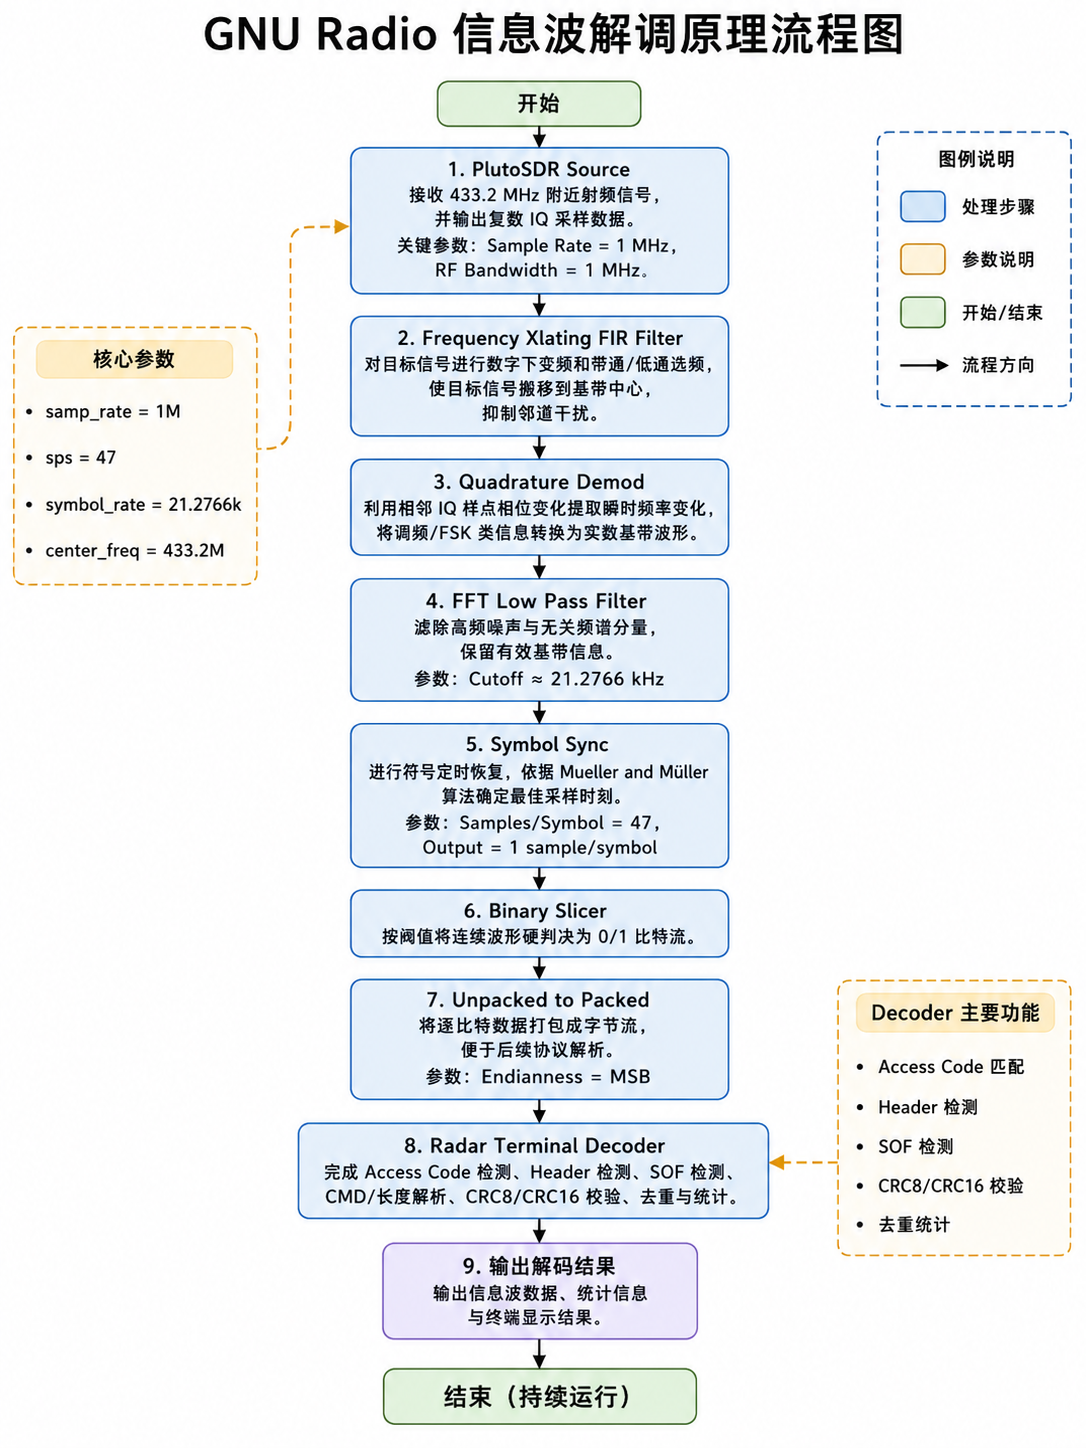 GNU Radio 信息波解调原理流程图
开始
1. PlutoSDR Source
接收 433.2 MHz 附近射频信号，
并输出复数 IQ 采样数据。
关键参数：Sample Rate = 1 MHz，
RF Bandwidth = 1 MHz。
图例说明
处理步骤
参数说明
开始/结束
流程方向
核心参数
• samp_rate = 1M
• sps = 47
• symbol_rate = 21.2766k
• center_freq = 433.2M
2. Frequency Xlating FIR Filter
对目标信号进行数字下变频和带通/低通选频，
使目标信号搬移到基带中心，
抑制邻道干扰。
3. Quadrature Demod
利用相邻 IQ 样点相位变化提取瞬时频率变化，
将调频/FSK 类信息转换为实数基带波形。
4. FFT Low Pass Filter
滤除高频噪声与无关频谱分量，
保留有效基带信息。
参数：Cutoff ≈ 21.2766 kHz
5. Symbol Sync
进行符号定时恢复，依据 Mueller and Müller
算法确定最佳采样时刻。
参数：Samples/Symbol = 47，
Output = 1 sample/symbol
6. Binary Slicer
按阀值将连续波形硬判决为 0/1 比特流。
7. Unpacked to Packed
将逐比特数据打包成字节流，
便于后续协议解析。
参数：Endianness = MSB
8. Radar Terminal Decoder
完成 Access Code 检测、Header 检测、SOF 检测、
CMD/长度解析、CRC8/CRC16 校验、去重与统计。
Decoder 主要功能
• Access Code 匹配
• Header 检测
• SOF 检测
• CRC8/CRC16 校验
• 去重统计
9. 输出解码结果
输出信息波数据、统计信息
与终端显示结果。
结束（持续运行）